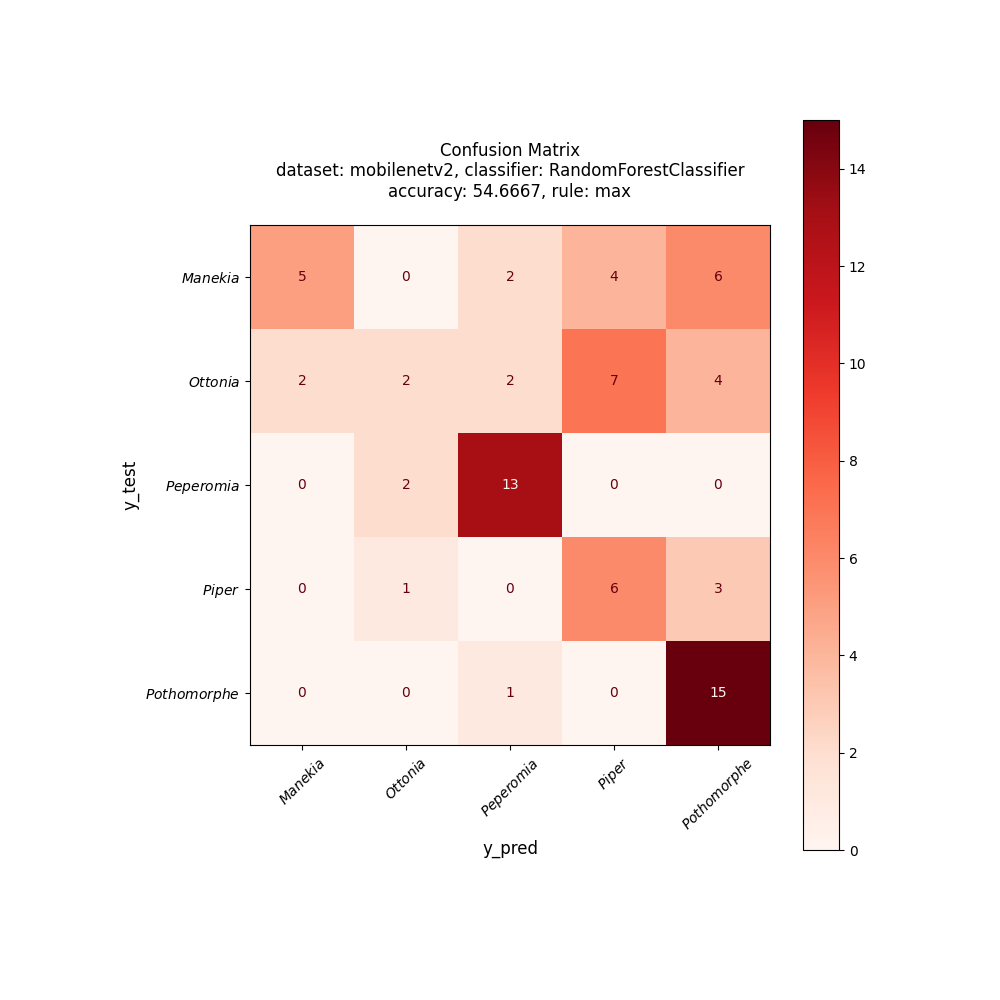 Confusion Matrix
dataset: mobilenetv2, classifier: RandomForestClassifier
accuracy: 54.6667, rule: max
y_test
Manekia 5 0 2 4 6
Ottonia 2 2 2 7 4
Peperomia 0 2 13 0 0
Piper 0 1 0 6 3
Pothomorphe 0 0 1 0 15
Manekia Ottonia Peperomia Piper Pothomorphe
y_pred
14
12
10
8
6
4
2
0